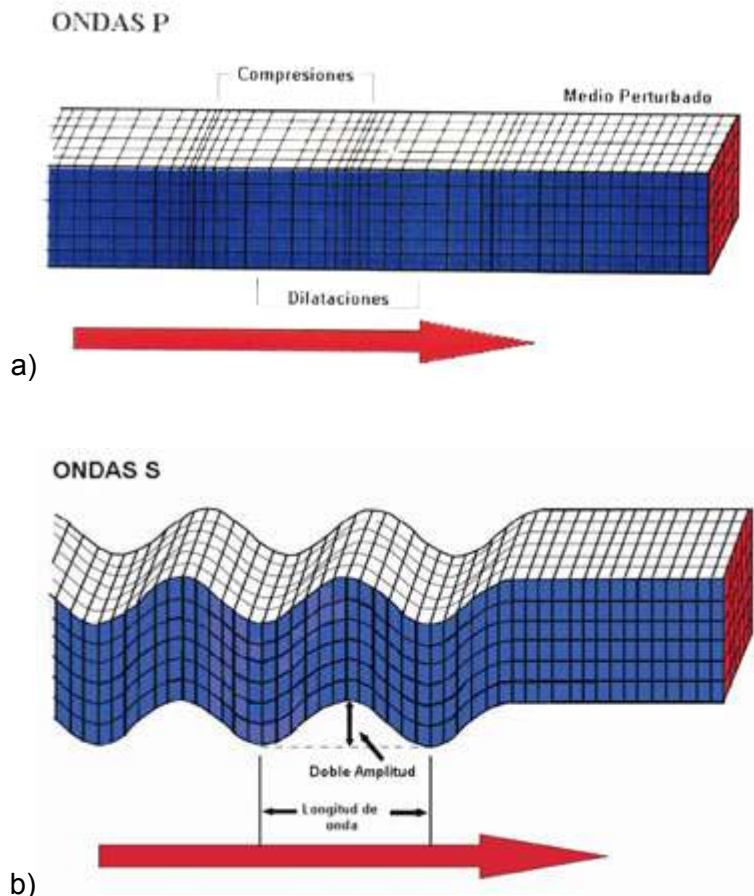 ONDAS P
Compresiones
Medio Perturbado
Dilataciones
a)
ONDAS S
Doble Amplitud
Longitud de
onda
b)